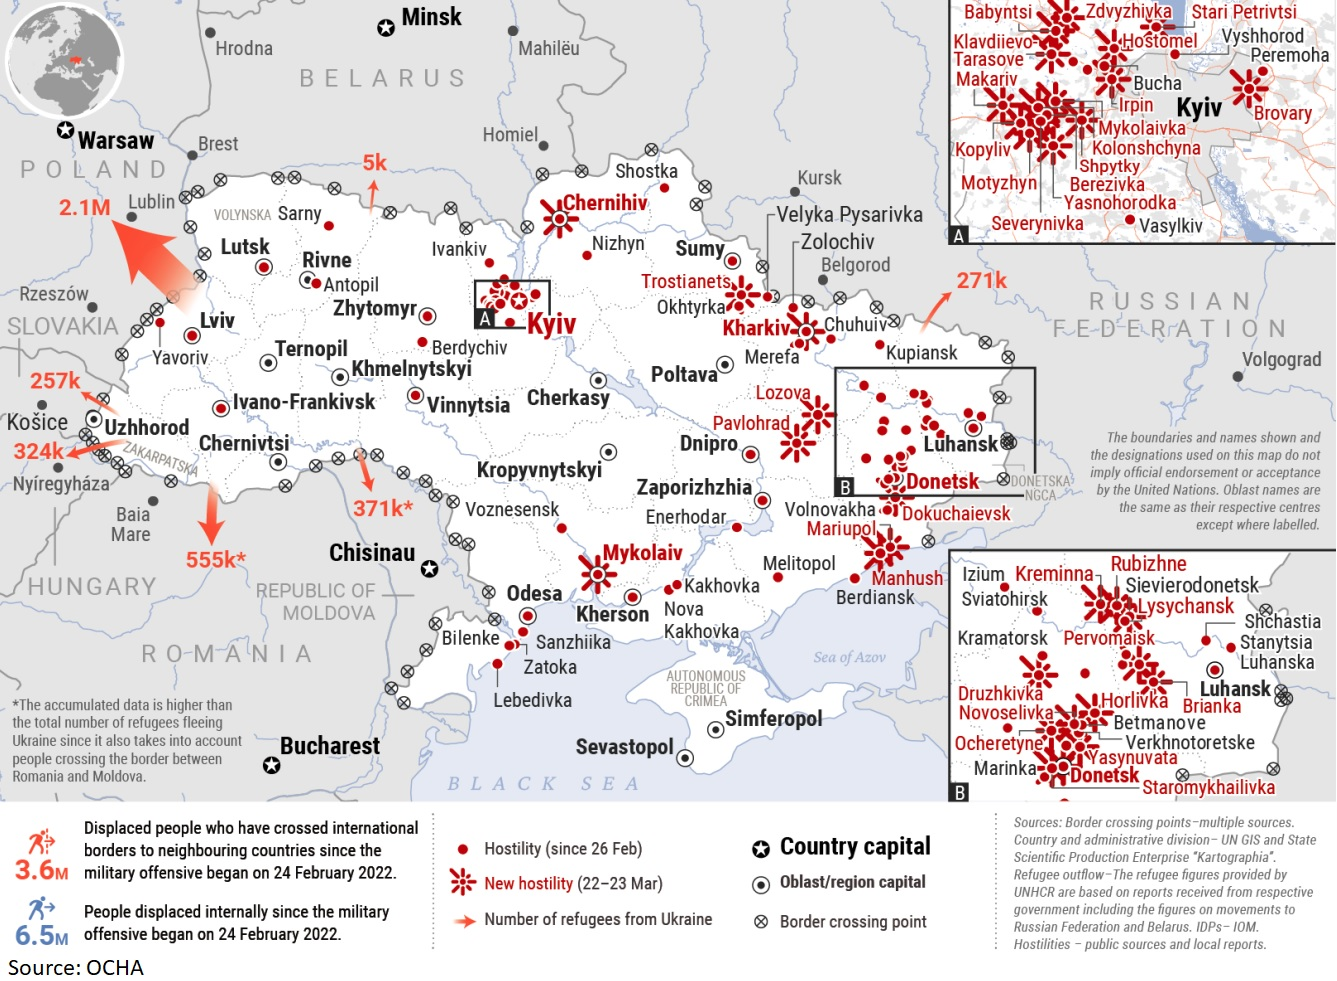 Minsk
Hrodna
Mahilëu
BELARUS
Warsaw
POLAND
Brest
Homiel
Lublin
2.1M
5k
VOLYNSKA
Sarny
Shostka
Kursk
Chernihiv
Velyka Pysarivka
Zolochiv
Belgorod
Lutsk
Rivne
Antopil
Ivankiv
Nizhyn
Sumy
Trostianets
Okhtyrka
271k
RUSSIAN
FEDERATION
Rzeszów
SLOVAKIA
Lviv
Yavoriv
Zhytomyr
Berdychiv
A
Kyiv
Kharkiv
Chuhuiv
Merefa
Kupiansk
Volgograd
Ternopil
Khmelnytskyi
Poltava
257k
Košice
Uzhhorod
Ivano-Frankivsk
Vinnytsia
Cherkasy
Lozova
Pavlohrad
Luhansk
324k
ZAKARPATSKA
Chernivtsi
Dnipro
Nyíregyháza
Kropyvnytskyi
B
Donetsk
DONETSKA
NGCA
Baia
Mare
371k*
Voznesensk
Zaporizhzhia
Enerhodar
Volnovakha
Mariupol
Dokuchaievsk
555k*
Chisinau
Mykolaiv
Melitopol
Manhush
Berdiansk
HUNGARY
REPUBLIC OF
MOLDOVA
Odesa
Kherson
Kakhovka
Nova
Kakhovka
Bilenke
Sanzhiika
Zatoka
Lebedivka
ROMANIA
Sea of Azov
AUTONOMOUS
REPUBLIC OF
CRIMEA
Simferopol
Sevastopol
Bucharest
BLACK SEA
*The accumulated data is higher than
the total number of refugees fleeing
Ukraine since it also takes into account
people crossing the border between
Romania and Moldova.
The boundaries and names shown and
the designations used on this map do not
imply official endorsement or acceptance
by the United Nations. Oblast names are
the same as their respective centres
except where labelled.
Babyntsi
Zdvyzhivka
Stari Petrivtsi
Klavdiievo-
Tarasove
Hostomel
Vyshhorod
Peremoha
Makariv
Bucha
Irpin
Kyiv
Brovary
Mykolaivka
Kopyliv
Kolonshchyna
Shpytky
Motyzhyn
Berezivka
Yasnohorodka
Severynivka
Vasylkiv
A
Izium
Kreminna
Rubizhne
Sievierodonetsk
Sviatohirsk
Lysychansk
Shchastia
Kramatorsk
Pervomaisk
Stanytsia
Luhanska
Luhansk
Druzhkivka
Horlivka
Brianka
Novoselivka
Betmanove
Ocheretyne
Verkhnotoretske
Yasynuvata
Marinka
Donetsk
Staromykhailivka
B
3.6M
Displaced people who have crossed international
borders to neighbouring countries since the
military offensive began on 24 February 2022.
6.5M
People displaced internally since the military
offensive began on 24 February 2022.
Hostility (since 26 Feb)
New hostility (22–23 Mar)
Number of refugees from Ukraine
Country capital
Oblast/region capital
Border crossing point
Sources: Border crossing points–multiple sources.
Country and administrative division– UN GIS and State
Scientific Production Enterprise "Kartographia".
Refugee outflow–The refugee figures provided by
UNHCR are based on reports received from respective
government including the figures on movements to
Russian Federation and Belarus. IDPs– IOM.
Hostilities – public sources and local reports.
Source: OCHA